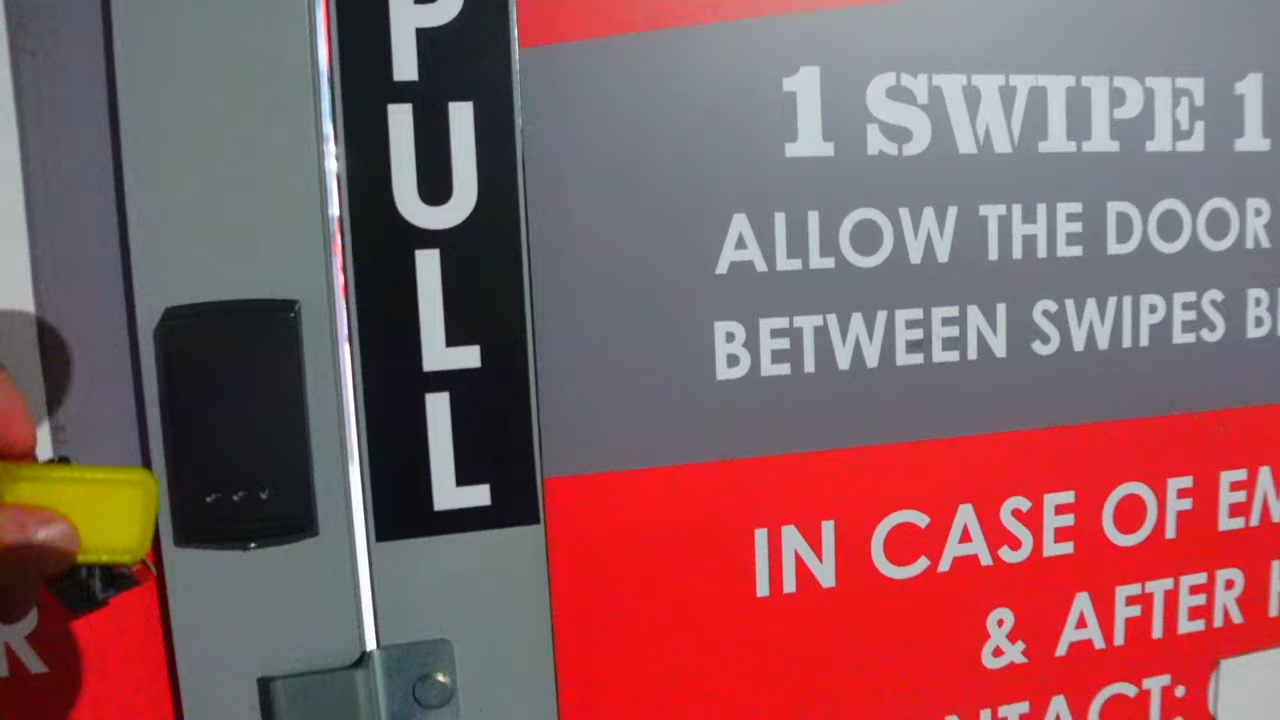 PULL
1 SWIPE 1
ALLOW THE DOOR
BETWEEN SWIPES
IN CASE OF
& AFTER